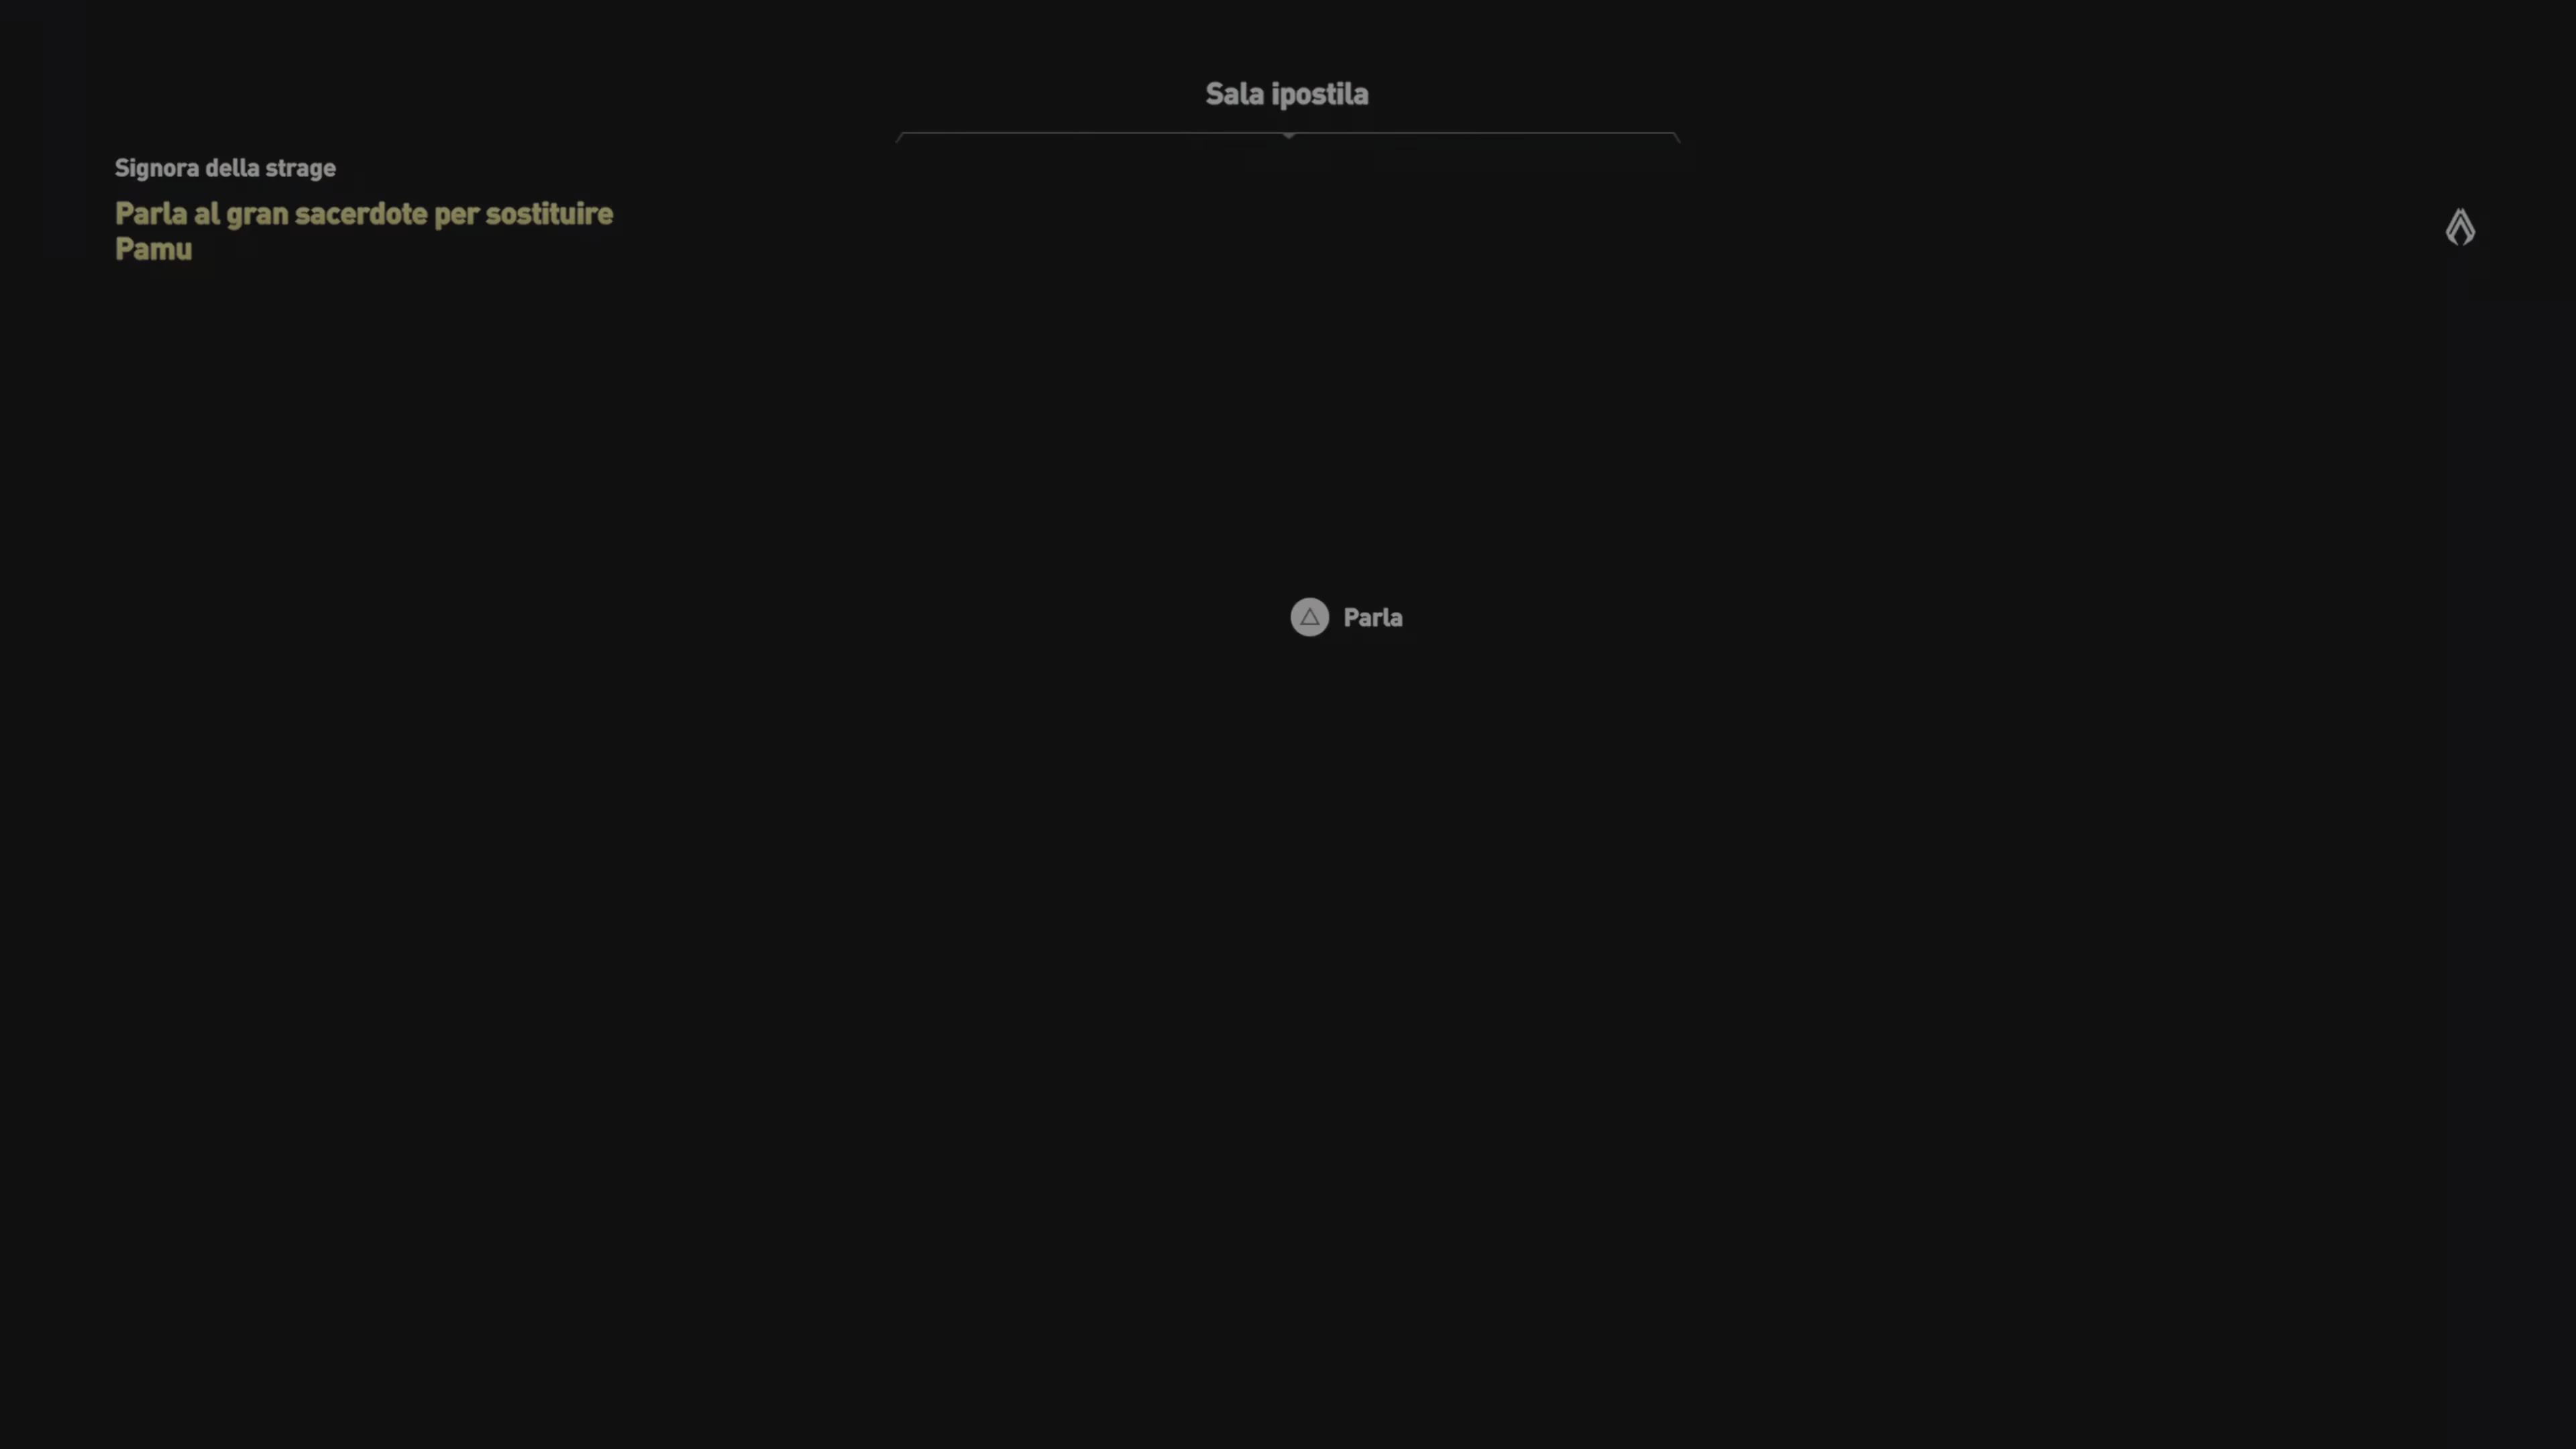 Sala ipostila
Signora della strage
Parla al gran sacerdote per sostituire
Pamu
Parla